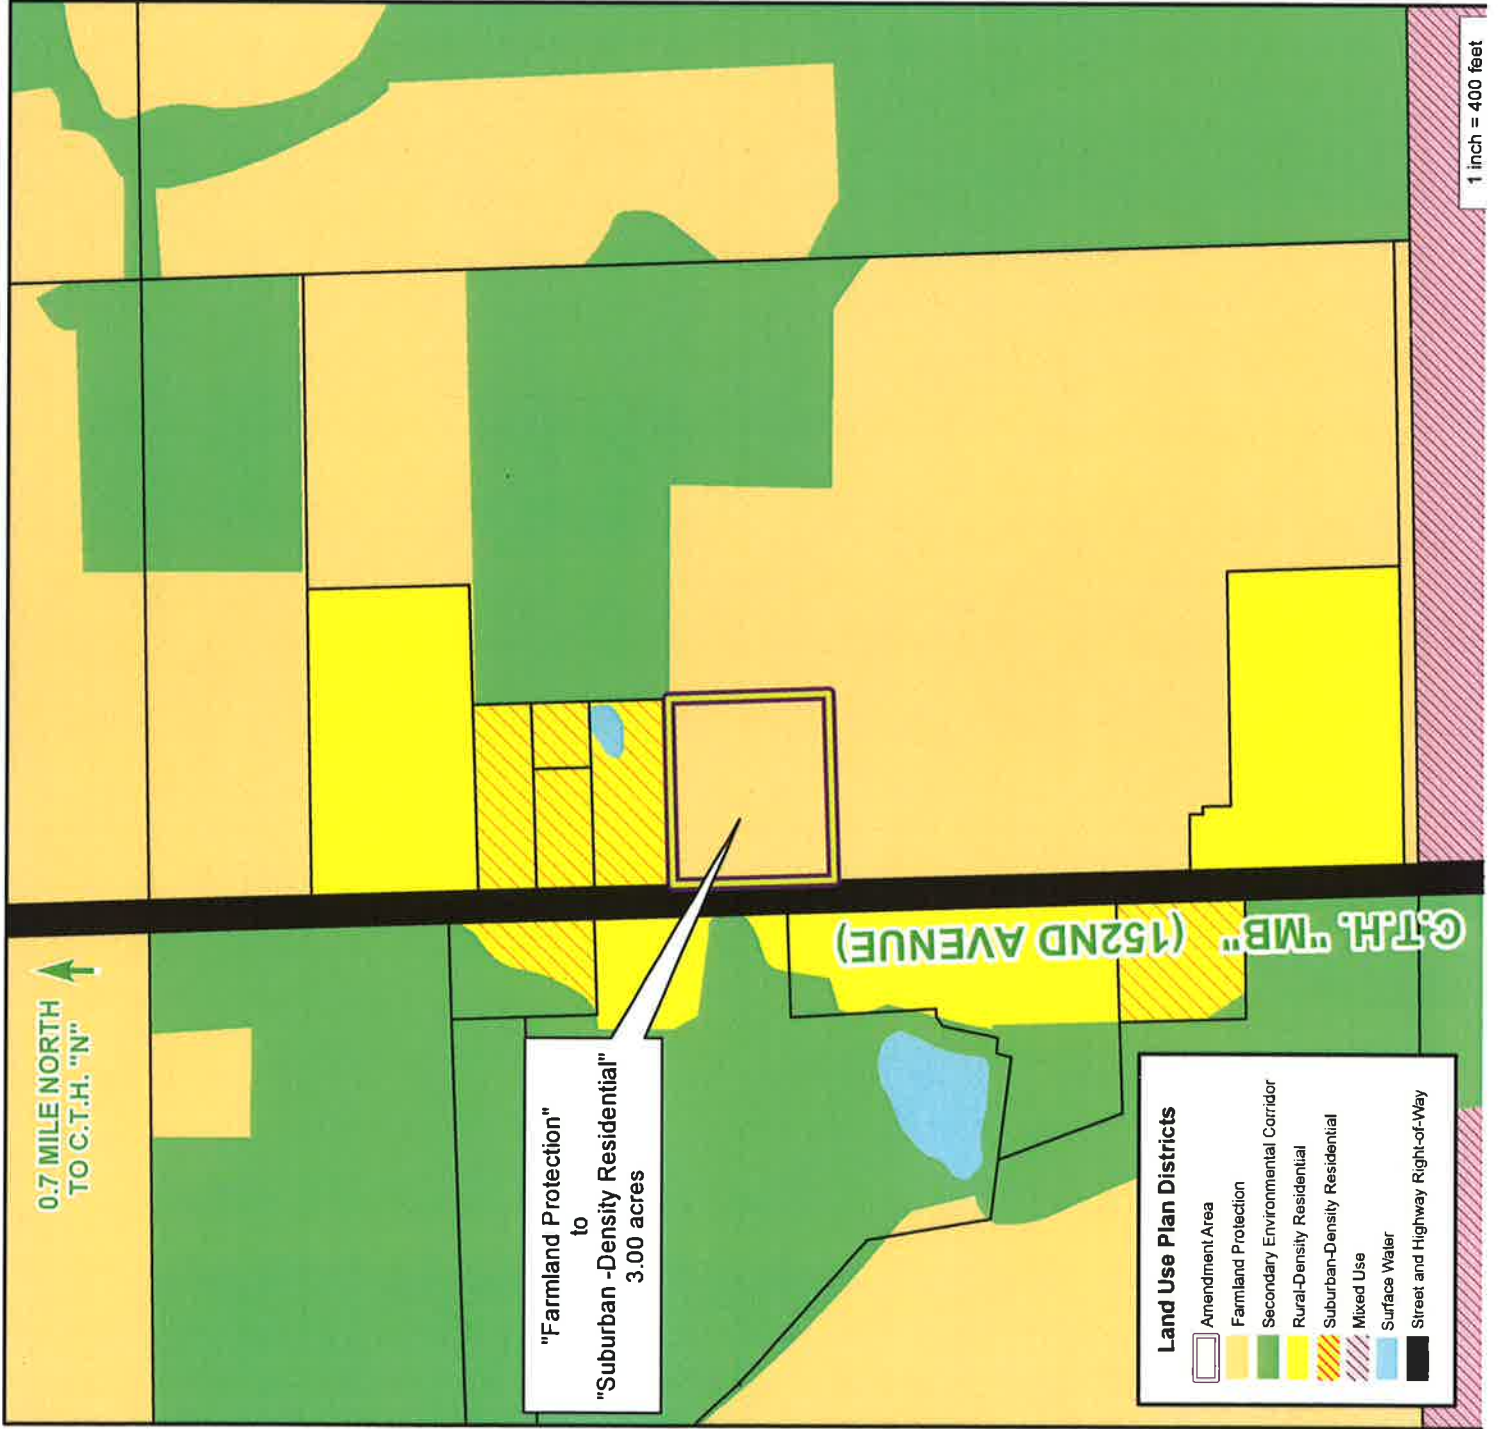 0.7 MILE NORTH
TO C.T.H. "N"
"Farmland Protection"
to
"Suburban -Density Residential"
3.00 acres
C.T.H. "MB" (152ND AVENUE)
Land Use Plan Districts
Amendment Area
Farmland Protection
Secondary Environmental Corridor
Rural-Density Residential
Suburban-Density Residential
Mixed Use
Surface Water
Street and Highway Right-of-Way
1 inch = 400 feet